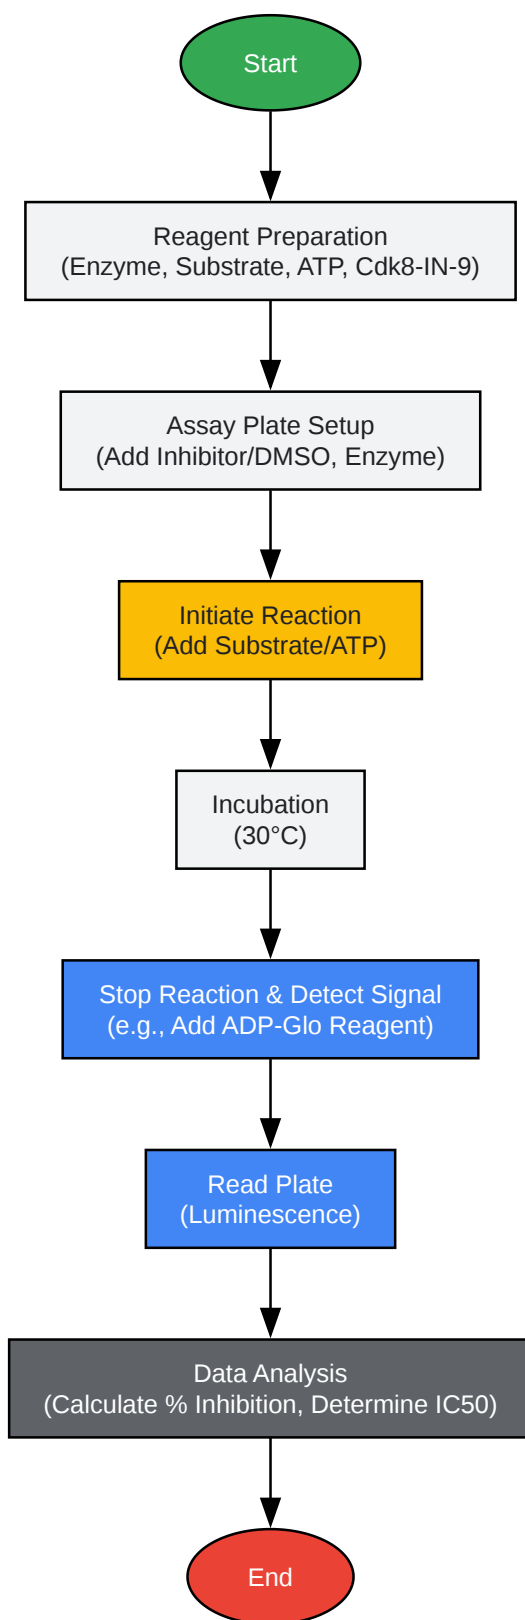 Start
Reagent Preparation
(Enzyme, Substrate, ATP, Cdk8-IN-9)
Assay Plate Setup
(Add Inhibitor/DMSO, Enzyme)
Initiate Reaction
(Add Substrate/ATP)
Incubation
(30°C)
Stop Reaction & Detect Signal
(e.g., Add ADP-Glo Reagent)
Read Plate
(Luminescence)
Data Analysis
(Calculate % Inhibition, Determine IC50)
End